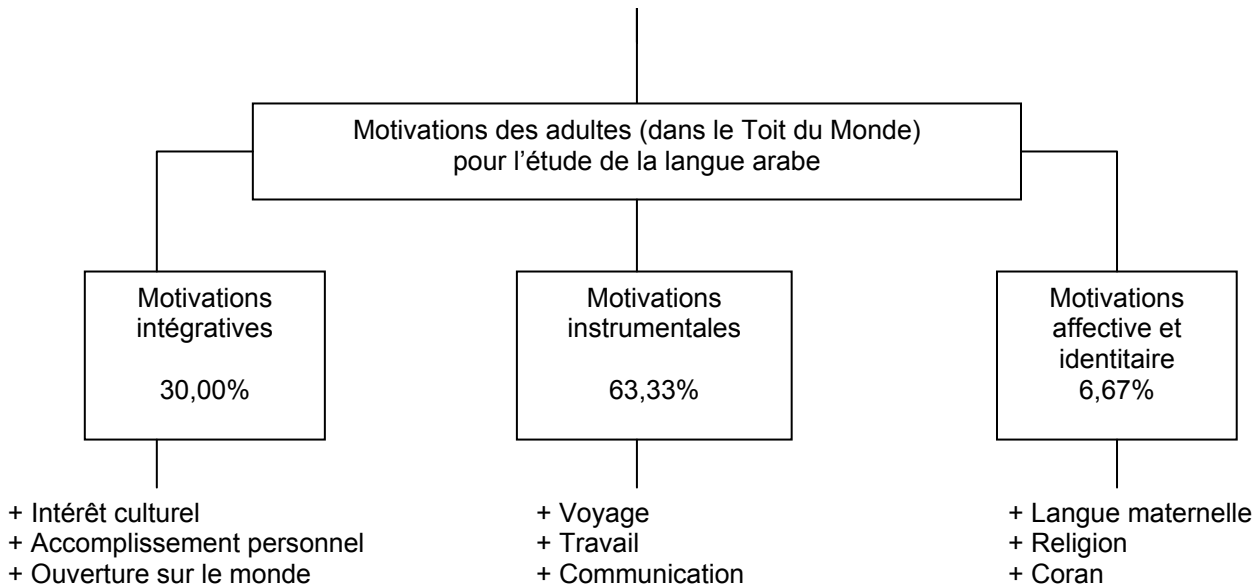 Motivations des adultes (dans le Toit du Monde)
pour l’étude de la langue arabe
Motivations
intégratives
30,00%
Motivations
instrumentales
63,33%
Motivations
affective et
identitaire
6,67%
+ Intérêt culturel
+ Accomplissement personnel
+ Ouverture sur le monde
+ Voyage
+ Travail
+ Communication
+ Langue maternelle
+ Religion
+ Coran